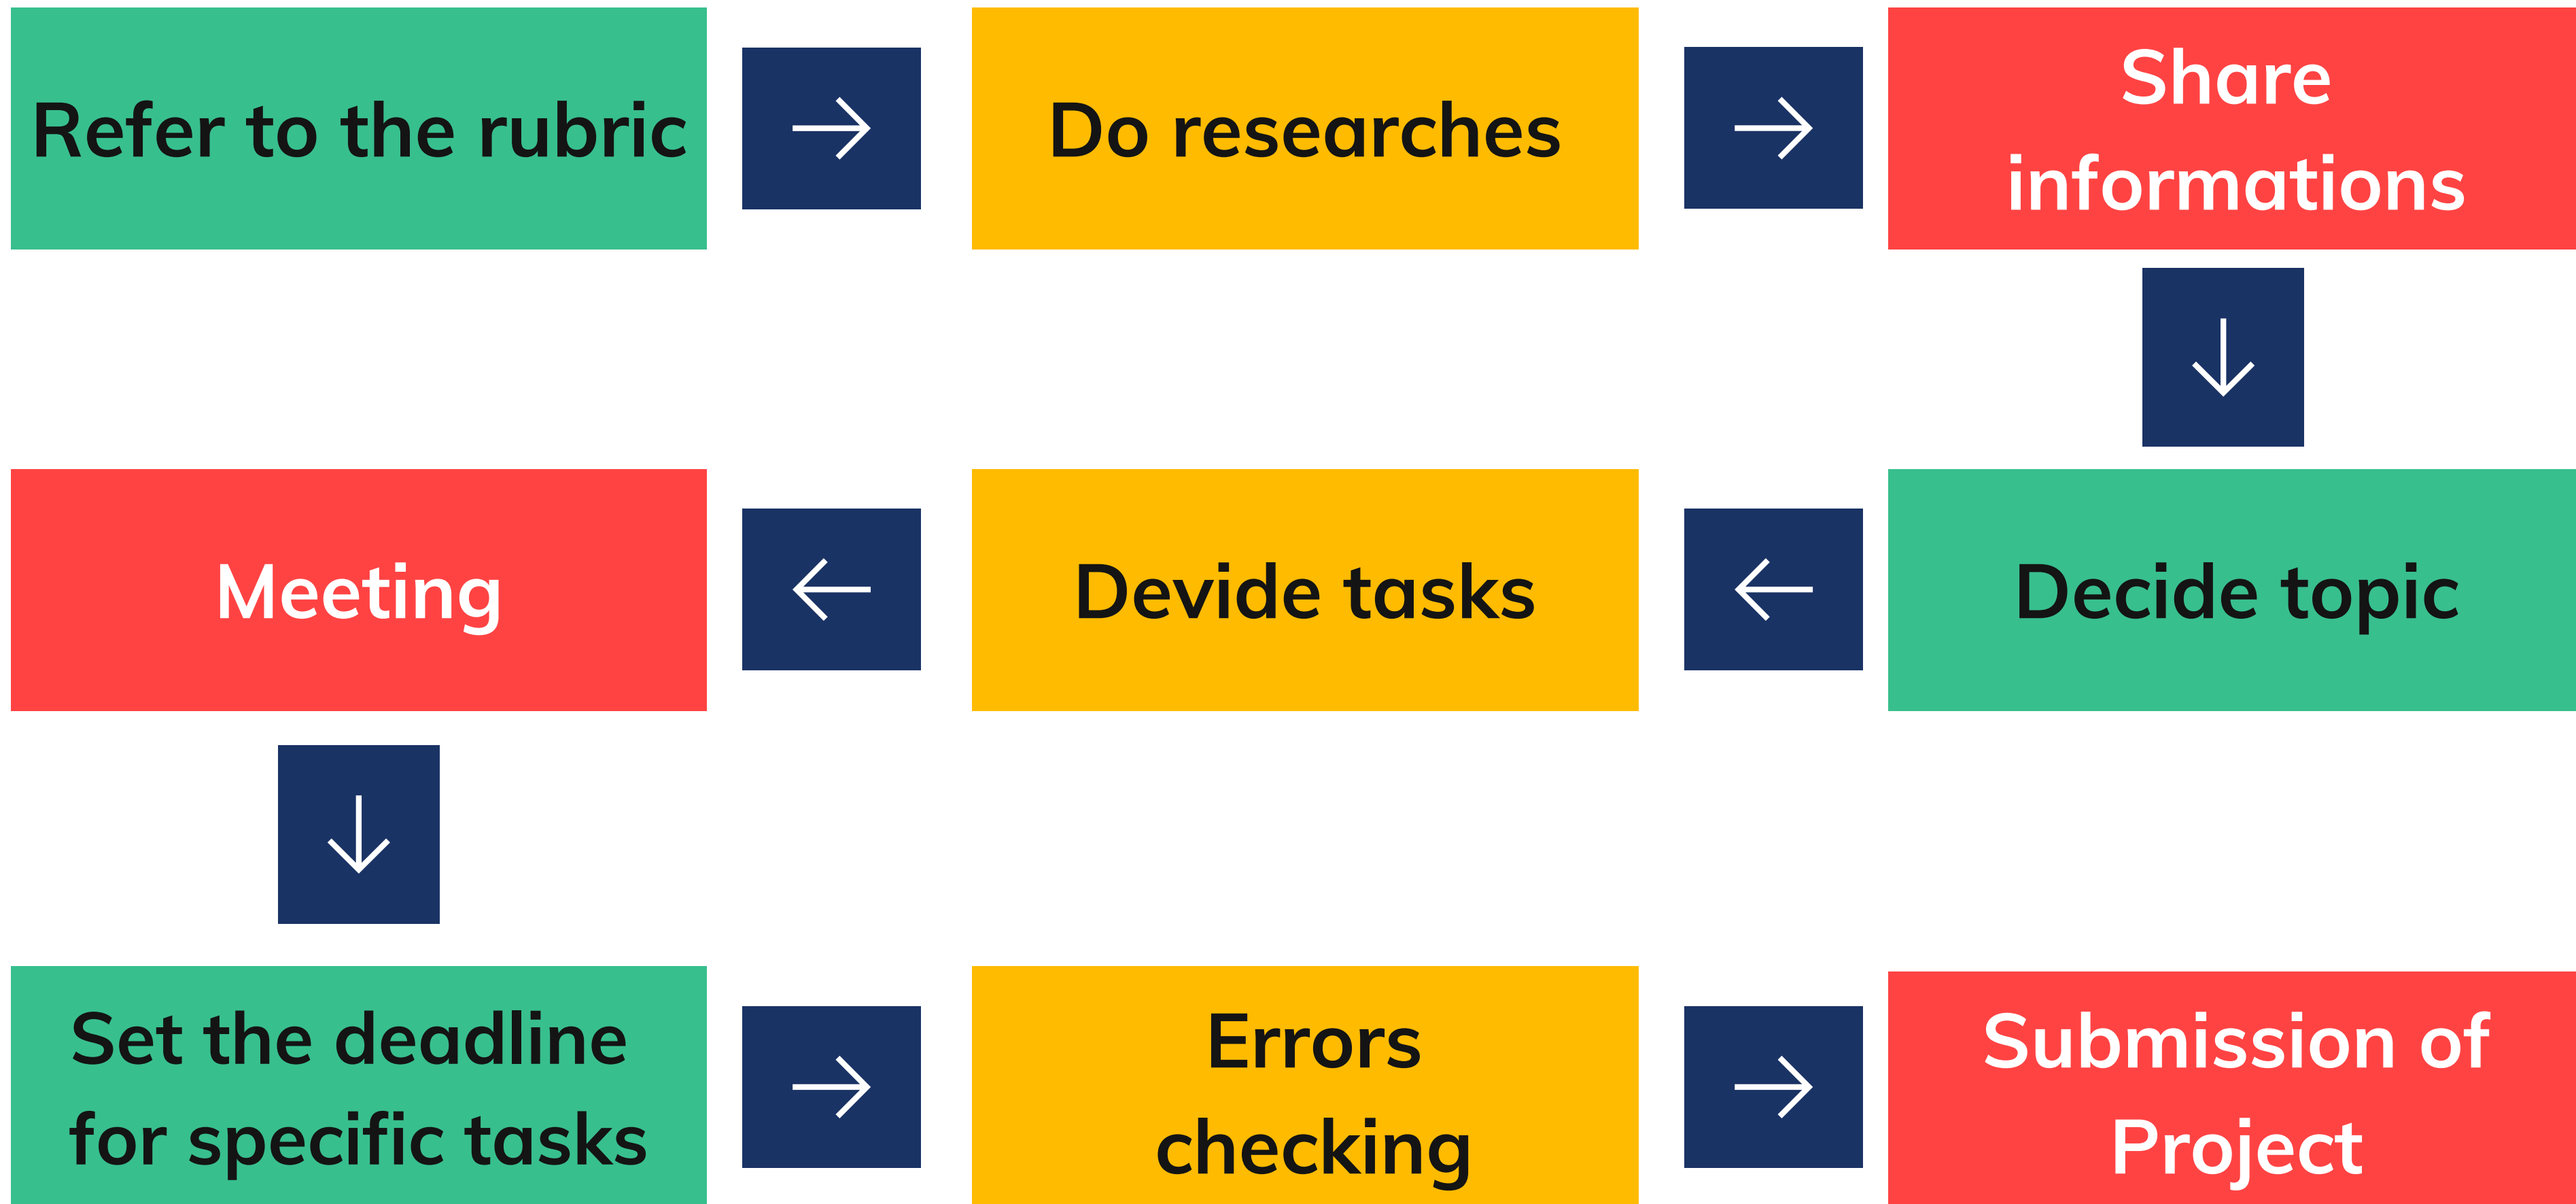 Refer to the rubric
Do researches
Share
informations
Decide topic
Devide tasks
Meeting
Set the deadline
for specific tasks
Errors
checking
Submission of
Project